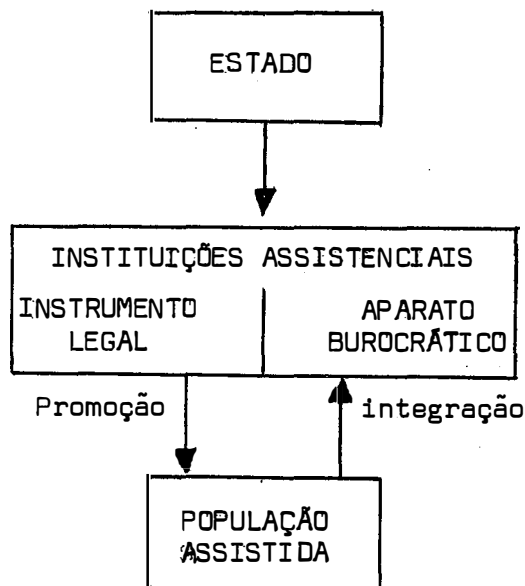 ESTADO
INSTITUIÇÕES ASSISTENCIAIS
INSTRUMENTO
LEGAL
APARATO
BUROCRÁTICO
Promoção
integração
POPULAÇÃO
ASSISTIDA